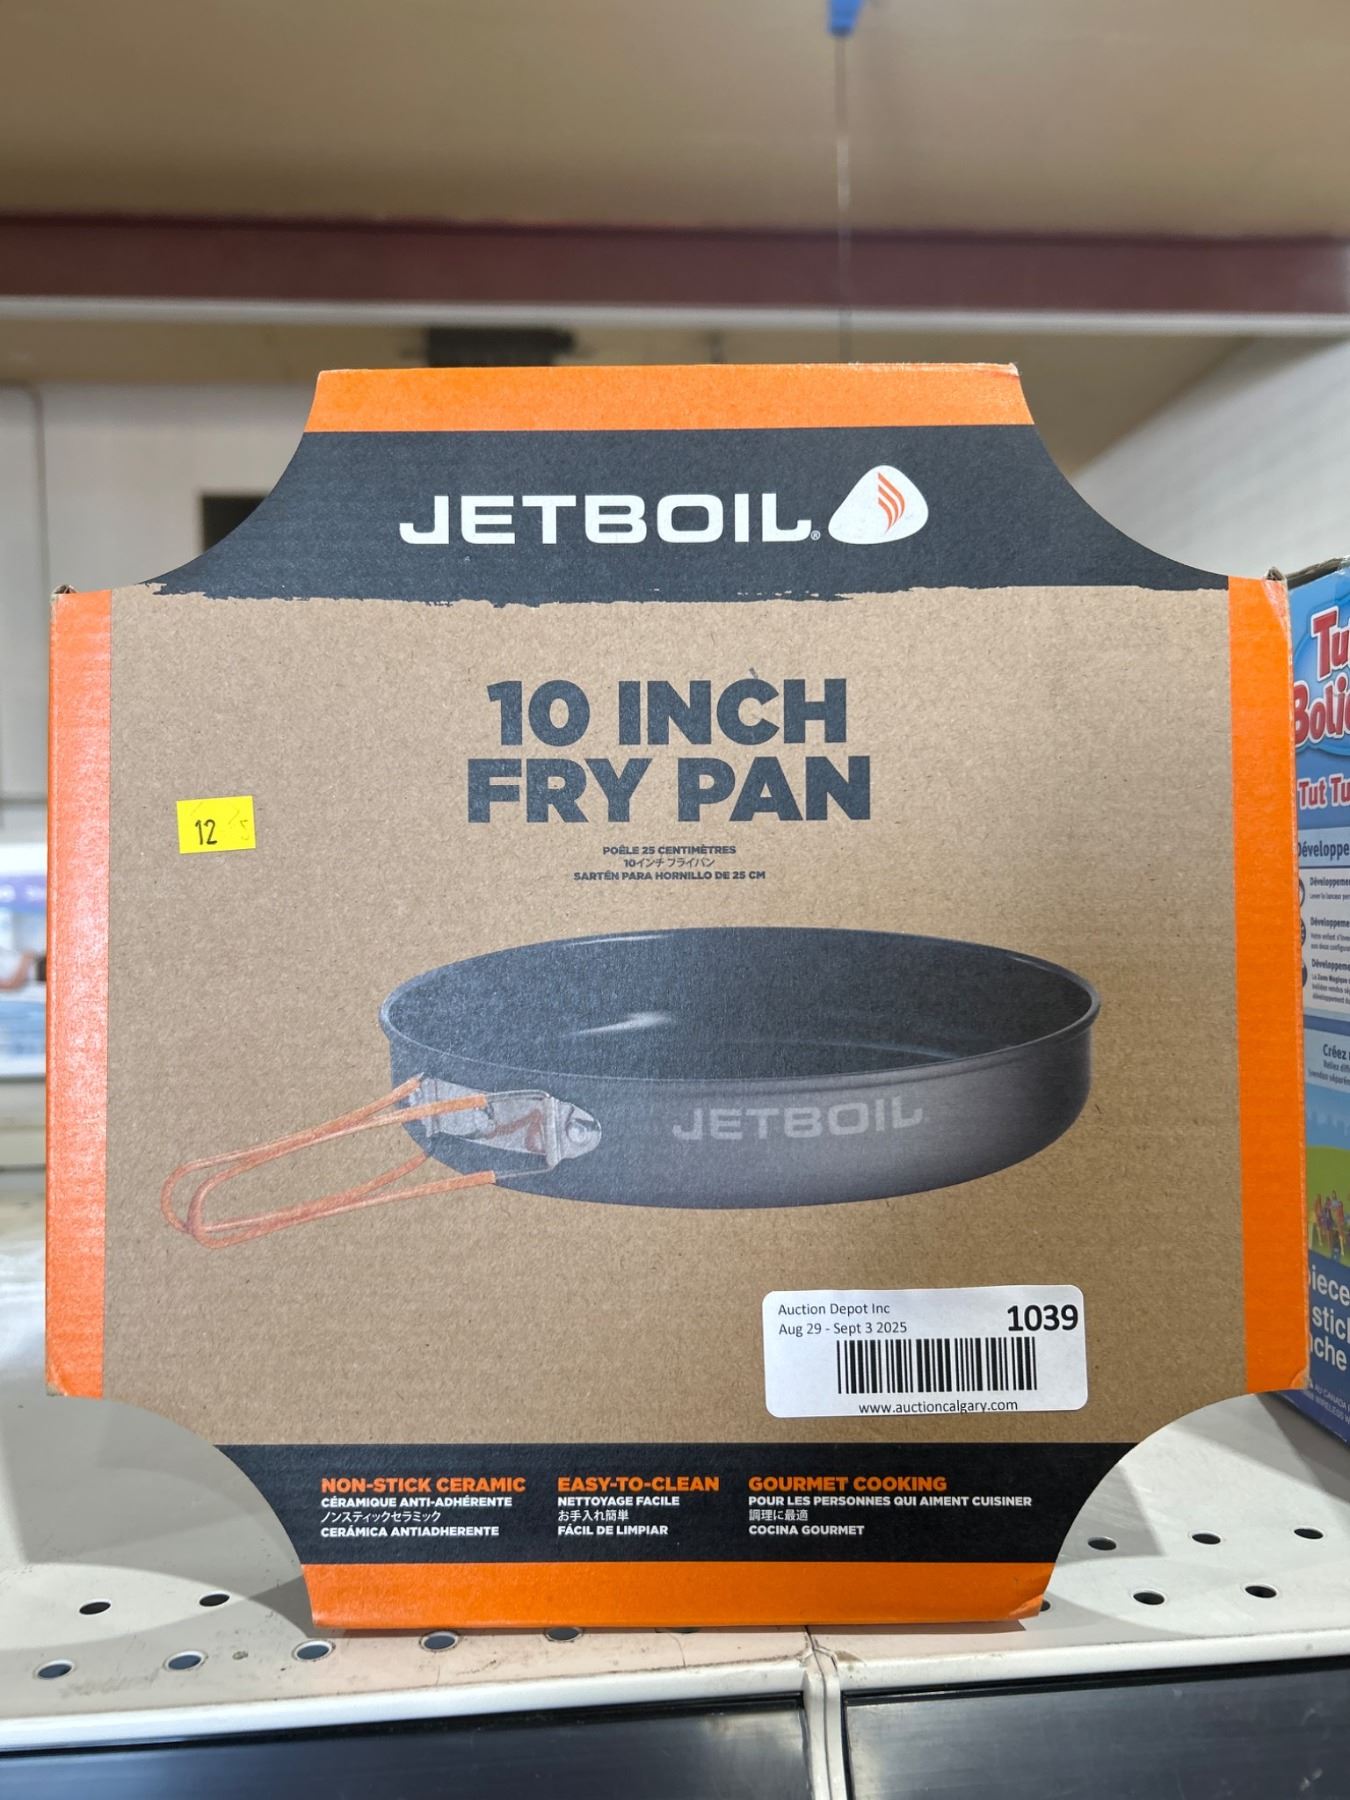 JETBOIL®
10 INCH
FRY PAN
POÊLE 25 CENTIMÈTRES
10インチ フライパン
SARTÉN PARA HORNILLO DE 25 CM
12
JETBOIL
Auction Depot Inc
Aug 29 - Sept 3 2025
1039
www.auctioncalgary.com
NON-STICK CERAMIC
CÉRAMIQUE ANTI-ADHÉRENTE
ノンスティックセラミック
CERÁMICA ANTIADHERENTE
EASY-TO-CLEAN
NETTOYAGE FACILE
お手入れ簡単
FÁCIL DE LIMPIAR
GOURMET COOKING
POUR LES PERSONNES QUI AIMENT CUISINER
調理に最適
COCINA GOURMET
Tut
Créez